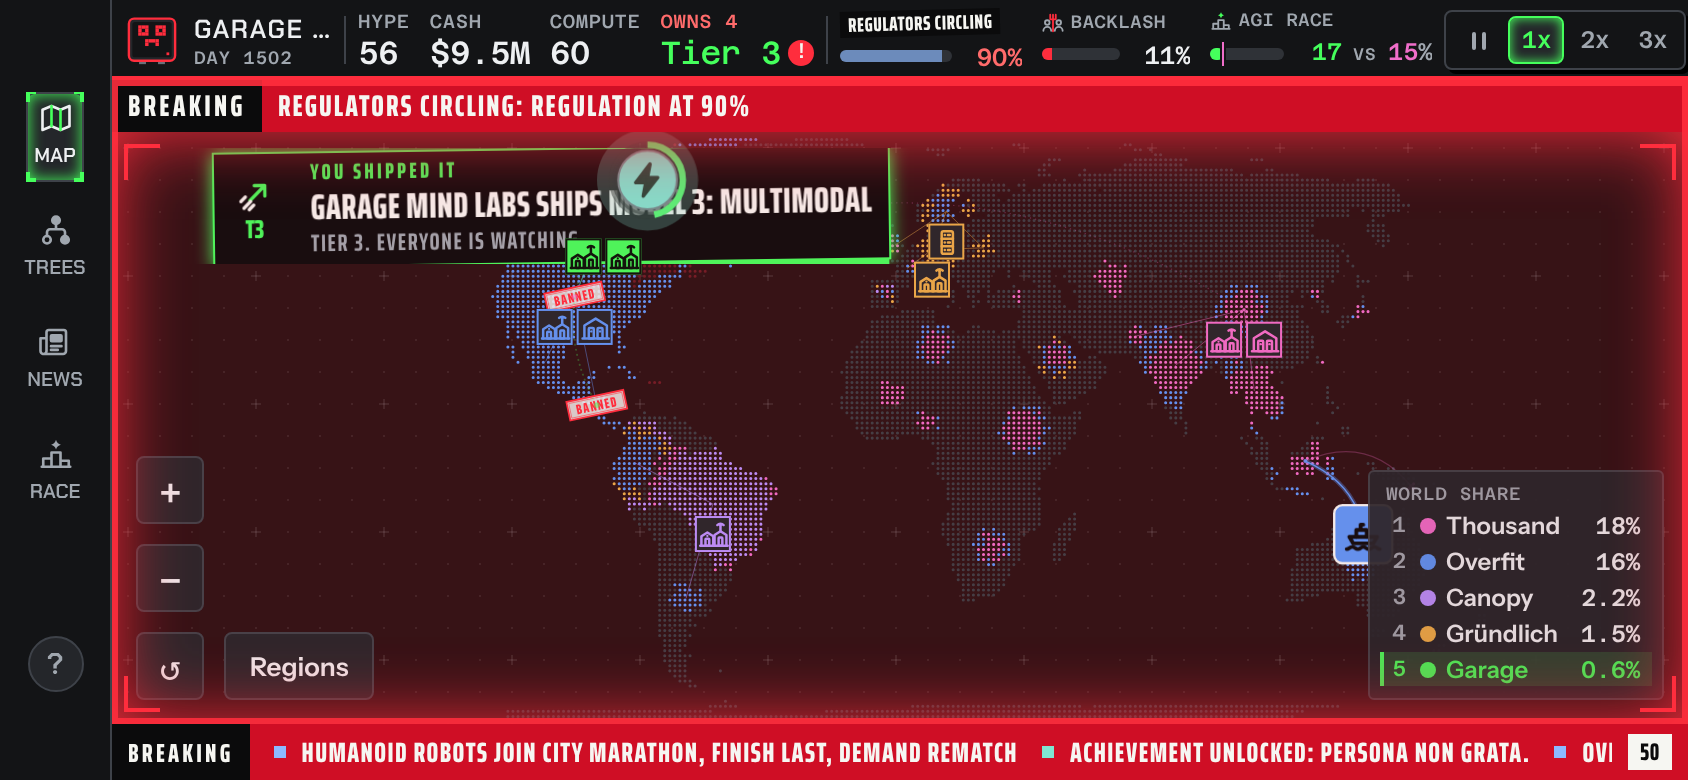 GARAGE ...
DAY 1502
HYPE
56
CASH
$9.5M
COMPUTE
60
OWNS 4
Tier 3
!
REGULATORS CIRCLING
90%
BACKLASH
11%
AGI RACE
17 VS 15%
1x
2x
3x
BREAKING
REGULATORS CIRCLING: REGULATION AT 90%
MAP
TREES
NEWS
RACE
?
YOU SHIPPED IT
T3
GARAGE MIND LABS SHIPS 3: MULTIMODAL
TIER 3. EVERYONE IS WATCHING
BANNED
BANNED
+
−
↺
Regions
WORLD SHARE
1 Thousand 18%
2 Overfit 16%
3 Canopy 2.2%
4 Gründlich 1.5%
5 Garage 0.6%
BREAKING
HUMANOID ROBOTS JOIN CITY MARATHON, FINISH LAST, DEMAND REMATCH
ACHIEVEMENT UNLOCKED: PERSONA NON GRATA.
50